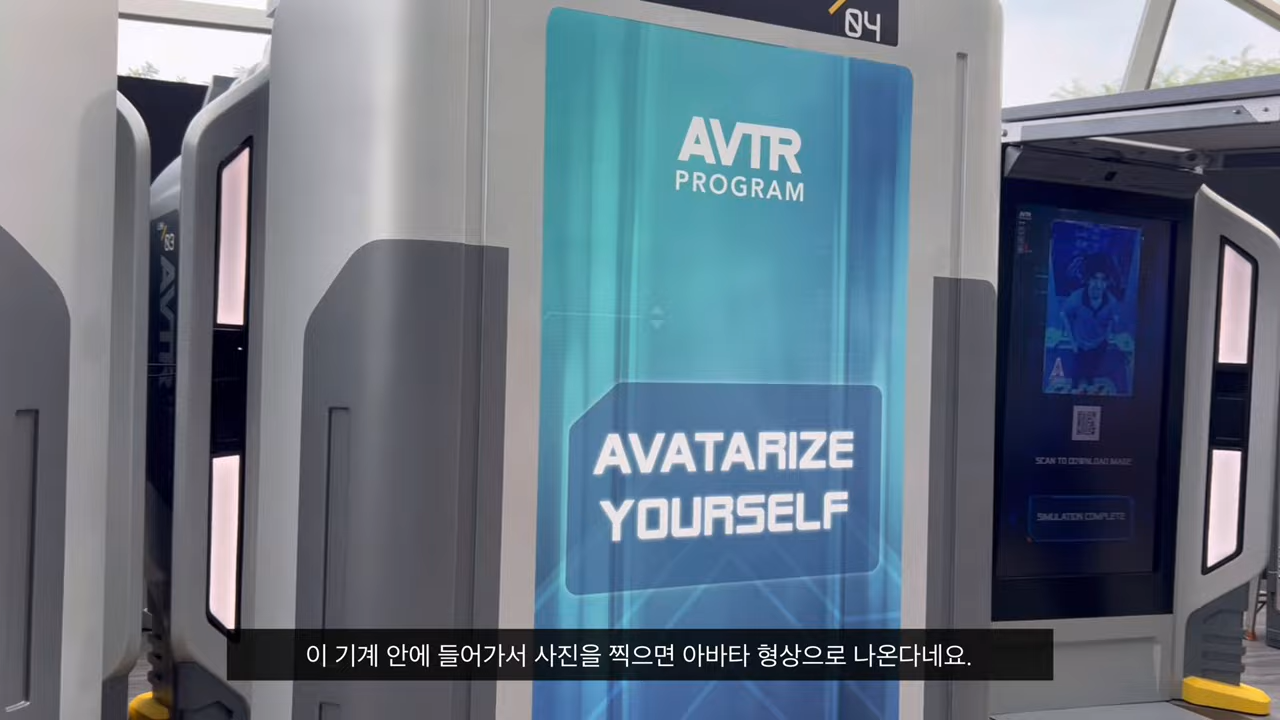 04
AVTR
PROGRAM
03
AVTR
AVATARIZE
YOURSELF
SCAN TO DOWNLOAD IMAGE
SIMULATION COMPLETE
이 기계 안에 들어가서 사진을 찍으면 아바타 형상으로 나온다네요.